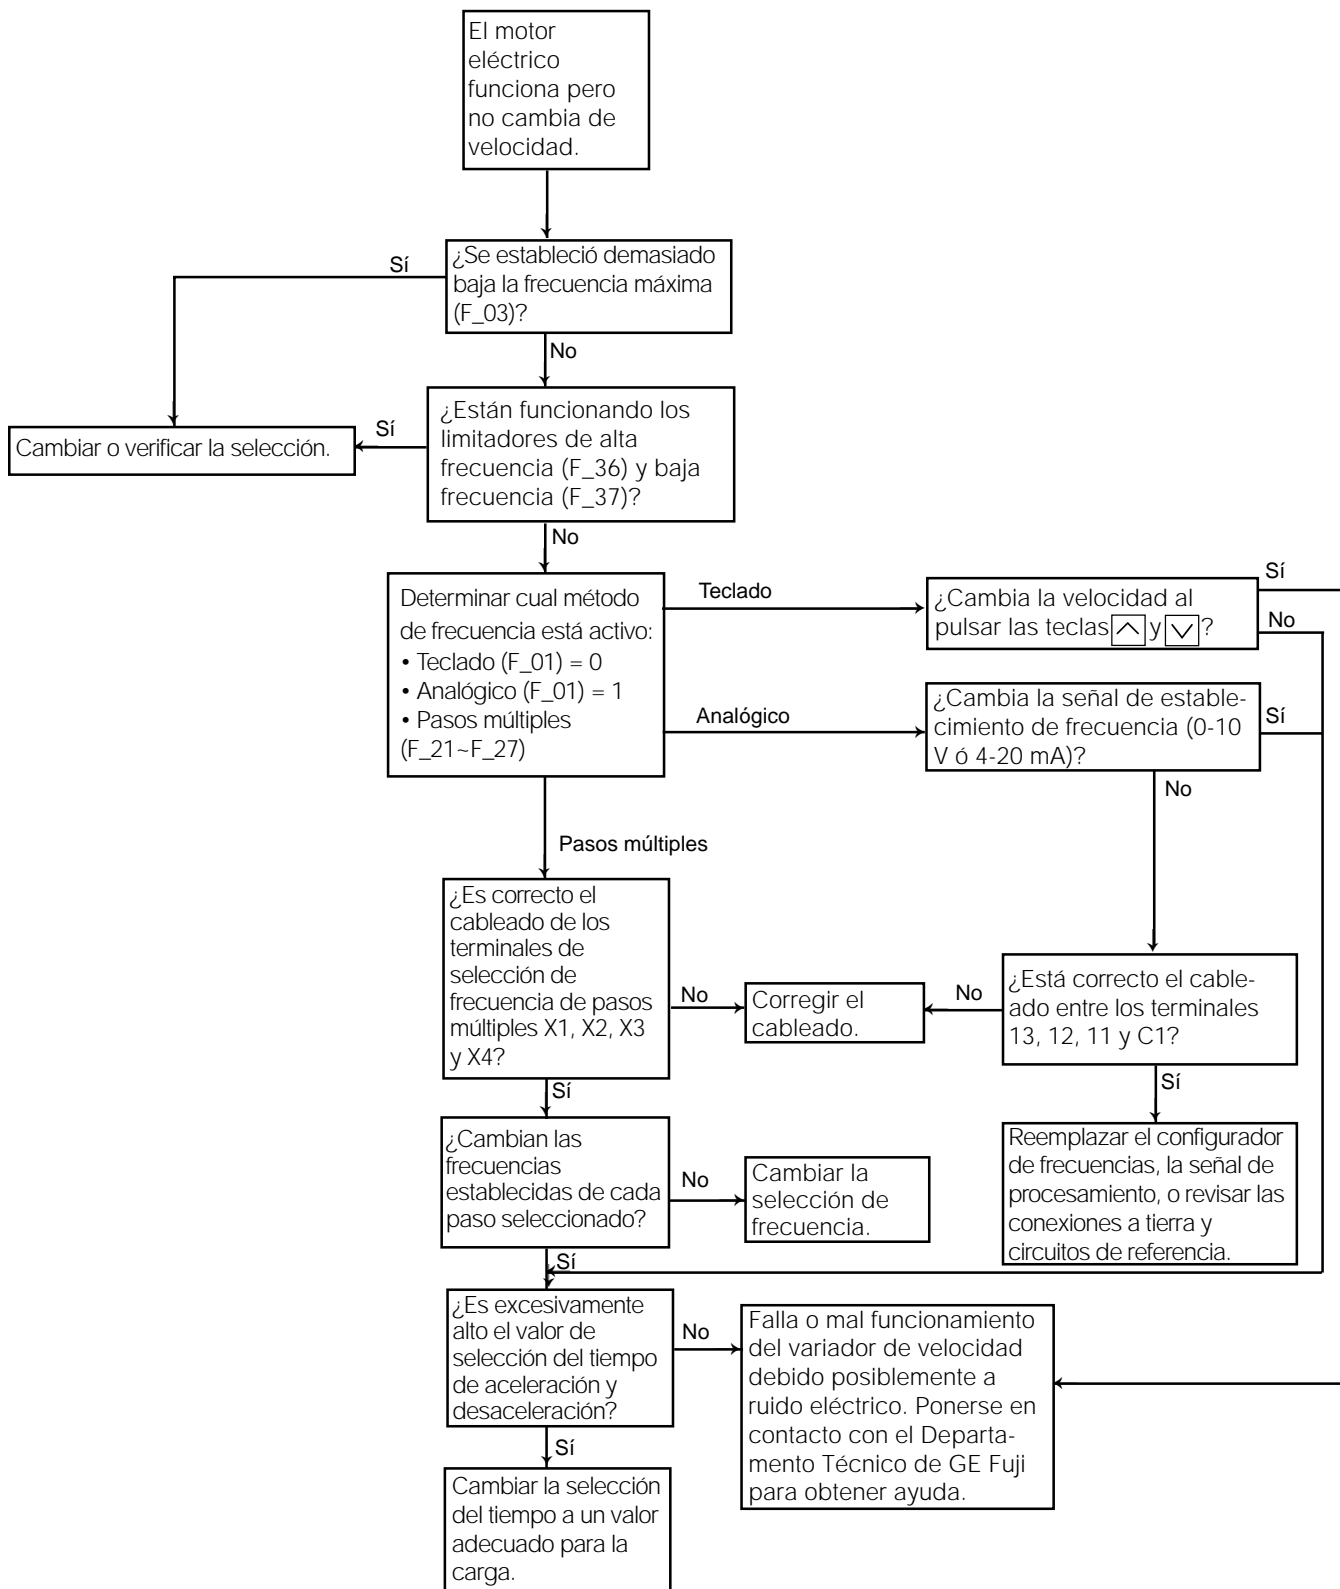 El motor
eléctrico
funciona pero
no cambia de
velocidad.
¿Se estableció demasiado
baja la frecuencia máxima
(F_03)?
Sí
No
¿Están funcionando los
limitadores de alta
frecuencia (F_36) y baja
frecuencia (F_37)?
Sí
Cambiar o verificar la selección.
No
Determinar cual método
de frecuencia está activo:
• Teclado (F_01) = 0
• Analógico (F_01) = 1
• Pasos múltiples
(F_21~F_27)
Teclado
¿Cambia la velocidad al
pulsar las teclas y ?
Sí
No
Analógico
¿Cambia la señal de estable-
cimiento de frecuencia (0-10
V ó 4-20 mA)?
Sí
No
Pasos múltiples
¿Es correcto el
cableado de los
terminales de
selección de
frecuencia de pasos
múltiples X1, X2, X3
y X4?
No
Corregir el
cableado.
No
¿Está correcto el cable-
ado entre los terminales
13, 12, 11 y C1?
Sí
Sí
Reemplazar el configurador
de frecuencias, la señal de
procesamiento, o revisar las
conexiones a tierra y
circuitos de referencia.
¿Cambian las
frecuencias
establecidas de cada
paso seleccionado?
No
Cambiar la
selección de
frecuencia.
Sí
¿Es excesivamente
alto el valor de
selección del tiempo
de aceleración y
desaceleración?
No
Falla o mal funcionamiento
del variador de velocidad
debido posiblemente a
ruido eléctrico. Ponerse en
contacto con el Departa-
mento Técnico de GE Fuji
para obtener ayuda.
Sí
Cambiar la selección
del tiempo a un valor
adecuado para la
carga.